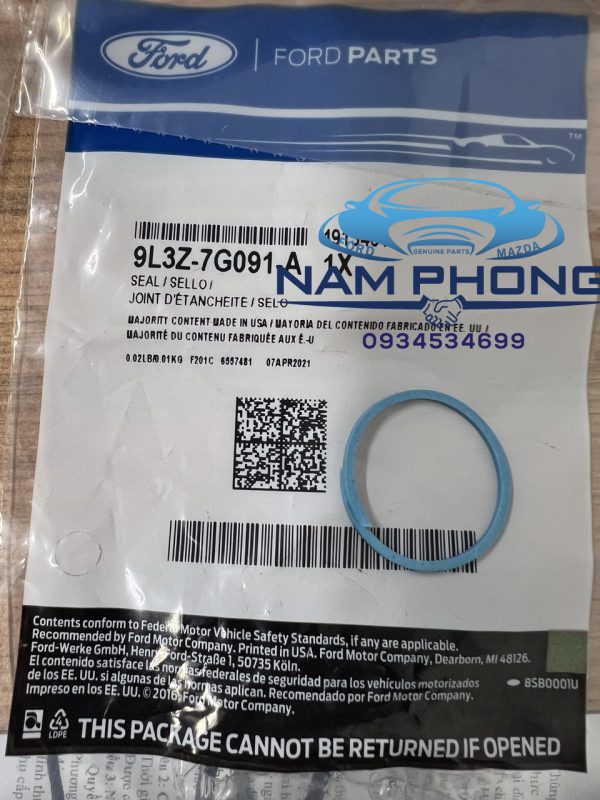 Ford
FORD PARTS
TM
9L3Z-7G091-A 1X
SEAL / SELLO /
JOINT D'ÉTANCHEITE / SELO
MAJORITY CONTENT MADE IN USA / MAYORIA DEL CONTENIDO FABRICADO EN EE. UU. /
MAJORITÉ DU CONTENU FABRIQUÉE AUX É.-U
0.02LB/0.01KG F201C 6557481 07APR2021
FORD
GENUINE PARTS
MAZDA
NAM PHONG
0934534699
Contents conform to Federal Motor Vehicle Safety Standards, if any are applicable.
Recommended by Ford Motor Company. Printed in USA. Ford Motor Company, Dearborn, MI 48126.
Ford-Werke GmbH, Henry-Ford-Straße 1, 50735 Köln.
El contenido satisface las normas federales de seguridad para los vehículos motorizados
de los EE. UU. si algunas de las normas aplican. Recomendado por Ford Motor Company.
Impreso en los EE. UU. © 2016, Ford Motor Company.
BSB0001U
4
LDPE
THIS PACKAGE CANNOT BE RETURNED IF OPENED